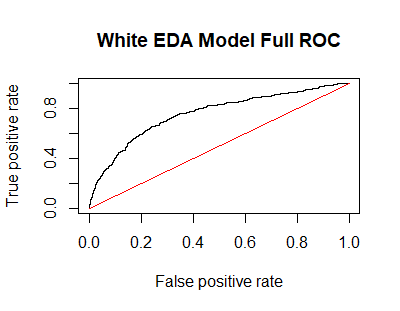 White EDA Model Full ROC
True positive rate
0.8
0.4
0.0
0.0 0.2 0.4 0.6 0.8 1.0
False positive rate